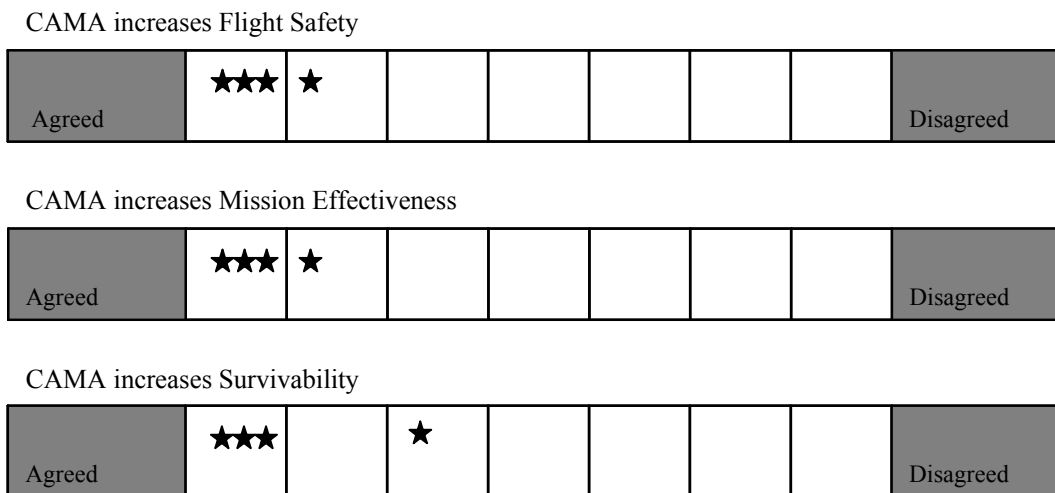 CAMA increases Flight Safety
★★★ ★
Agreed Disagreed
CAMA increases Mission Effectiveness
★★★ ★
Agreed Disagreed
CAMA increases Survivability
★★★ ★
Agreed Disagreed